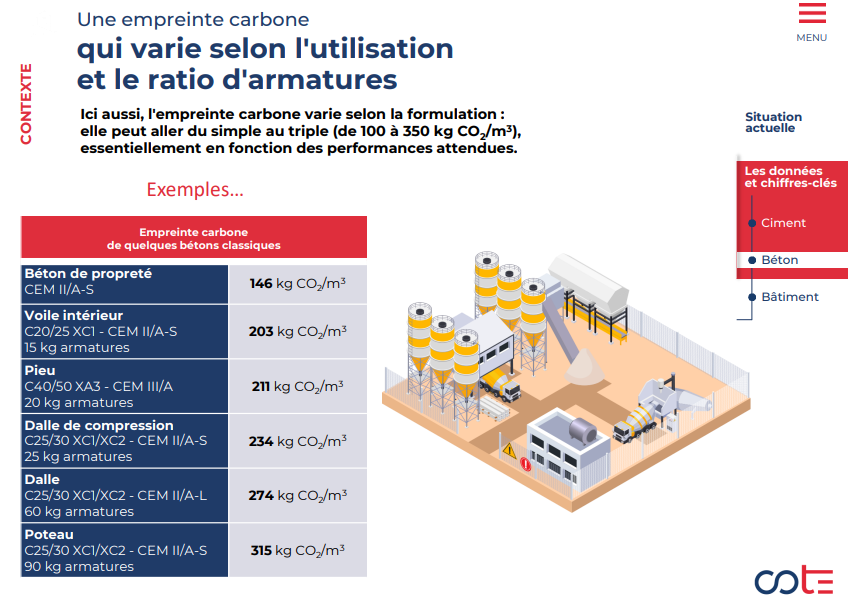 Une empreinte carbone
qui varie selon l'utilisation
et le ratio d'armatures
MENU
CONTEXTE
Ici aussi, l'empreinte carbone varie selon la formulation :
elle peut aller du simple au triple (de 100 à 350 kg CO₂/m³),
essentiellement en fonction des performances attendues.
Situation
actuelle
Les données
et chiffres-clés
Ciment
Béton
Bâtiment
Exemples...
Empreinte carbone
de quelques bétons classiques
Béton de propreté
CEM II/A-S
146 kg CO₂/m³
Voile intérieur
C20/25 XC1 - CEM II/A-S
15 kg armatures
203 kg CO₂/m³
Pieu
C40/50 XA3 - CEM III/A
20 kg armatures
211 kg CO₂/m³
Dalle de compression
C25/30 XC1/XC2 - CEM II/A-S
25 kg armatures
234 kg CO₂/m³
Dalle
C25/30 XC1/XC2 - CEM II/A-L
60 kg armatures
274 kg CO₂/m³
Poteau
C25/30 XC1/XC2 - CEM II/A-S
90 kg armatures
315 kg CO₂/m³